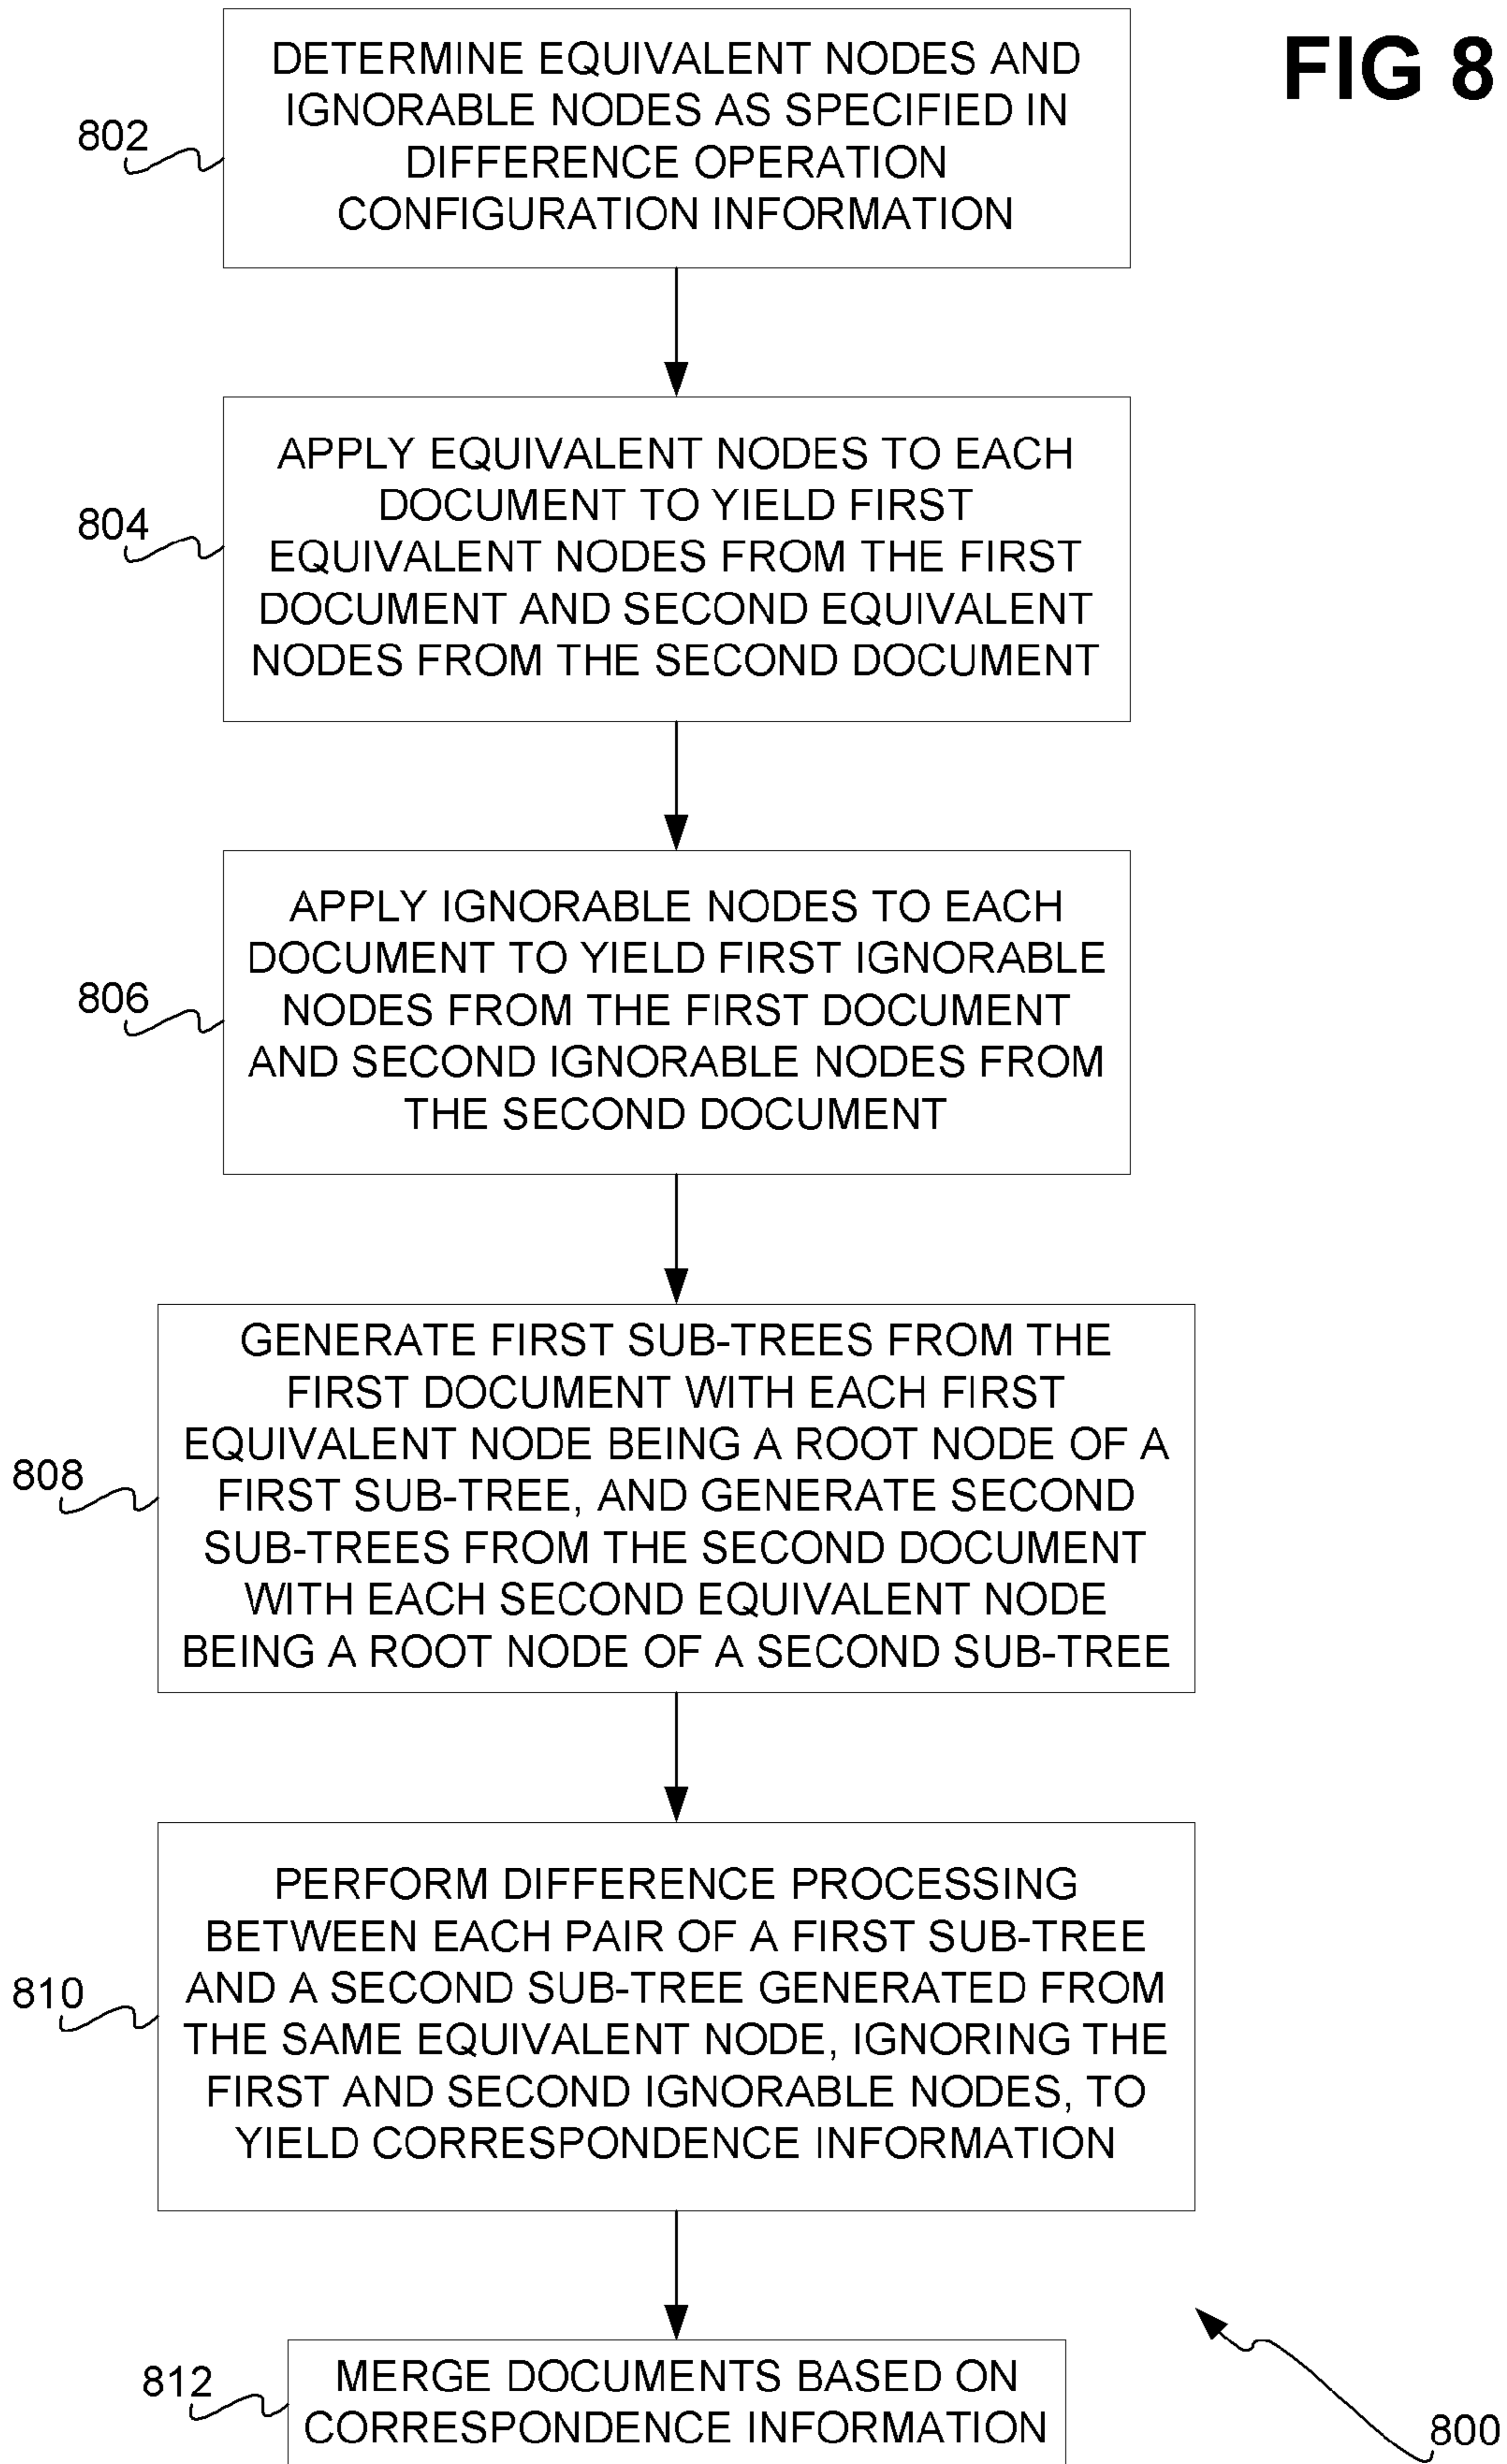 FIG 8
802
DETERMINE EQUIVALENT NODES AND
IGNORABLE NODES AS SPECIFIED IN
DIFFERENCE OPERATION
CONFIGURATION INFORMATION
804
APPLY EQUIVALENT NODES TO EACH
DOCUMENT TO YIELD FIRST
EQUIVALENT NODES FROM THE FIRST
DOCUMENT AND SECOND EQUIVALENT
NODES FROM THE SECOND DOCUMENT
806
APPLY IGNORABLE NODES TO EACH
DOCUMENT TO YIELD FIRST IGNORABLE
NODES FROM THE FIRST DOCUMENT
AND SECOND IGNORABLE NODES FROM
THE SECOND DOCUMENT
808
GENERATE FIRST SUB-TREES FROM THE
FIRST DOCUMENT WITH EACH FIRST
EQUIVALENT NODE BEING A ROOT NODE OF A
FIRST SUB-TREE, AND GENERATE SECOND
SUB-TREES FROM THE SECOND DOCUMENT
WITH EACH SECOND EQUIVALENT NODE
BEING A ROOT NODE OF A SECOND SUB-TREE
810
PERFORM DIFFERENCE PROCESSING
BETWEEN EACH PAIR OF A FIRST SUB-TREE
AND A SECOND SUB-TREE GENERATED FROM
THE SAME EQUIVALENT NODE, IGNORING THE
FIRST AND SECOND IGNORABLE NODES, TO
YIELD CORRESPONDENCE INFORMATION
812
MERGE DOCUMENTS BASED ON
CORRESPONDENCE INFORMATION
800